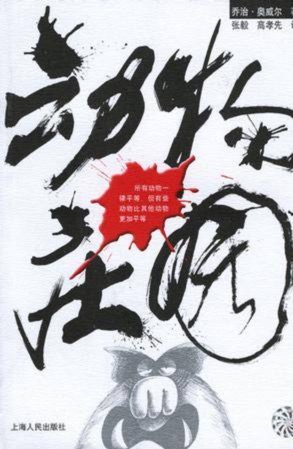 乔治·奥威尔
张毅 高孝先
动物
庄园
所有动物一
律平等，但有些
动物比其他动物
更加平等
上海人民出版社